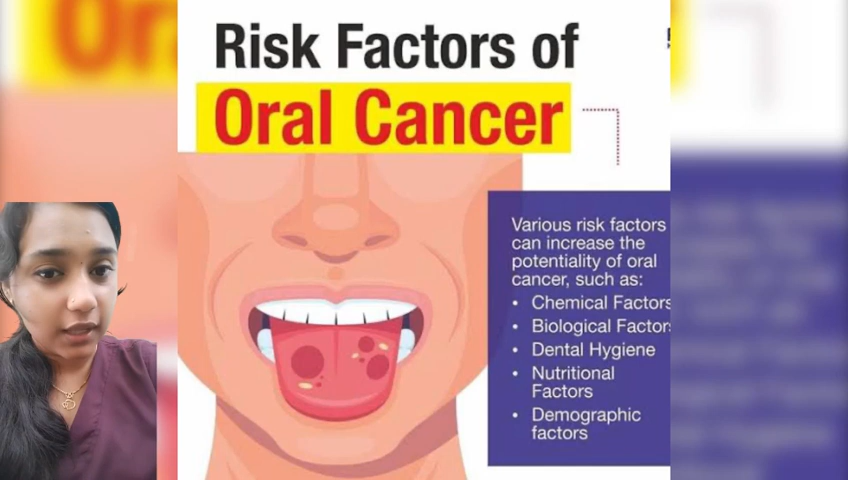 Risk Factors of
Oral Cancer
Various risk factors
can increase the
potentiality of oral
cancer, such as:
• Chemical Factors
• Biological Factors
• Dental Hygiene
• Nutritional
Factors
• Demographic
factors